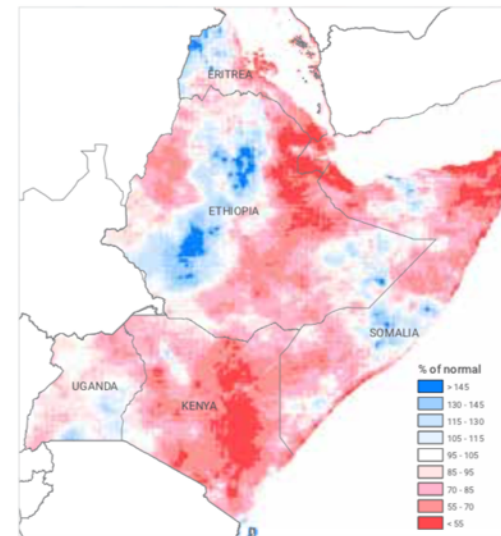 ERITREA
ETHIOPIA
SOMALIA
UGANDA
KENYA
% of normal
> 145
130 - 145
115 - 130
105 - 115
95 - 105
85 - 95
70 - 85
55 - 70
< 55